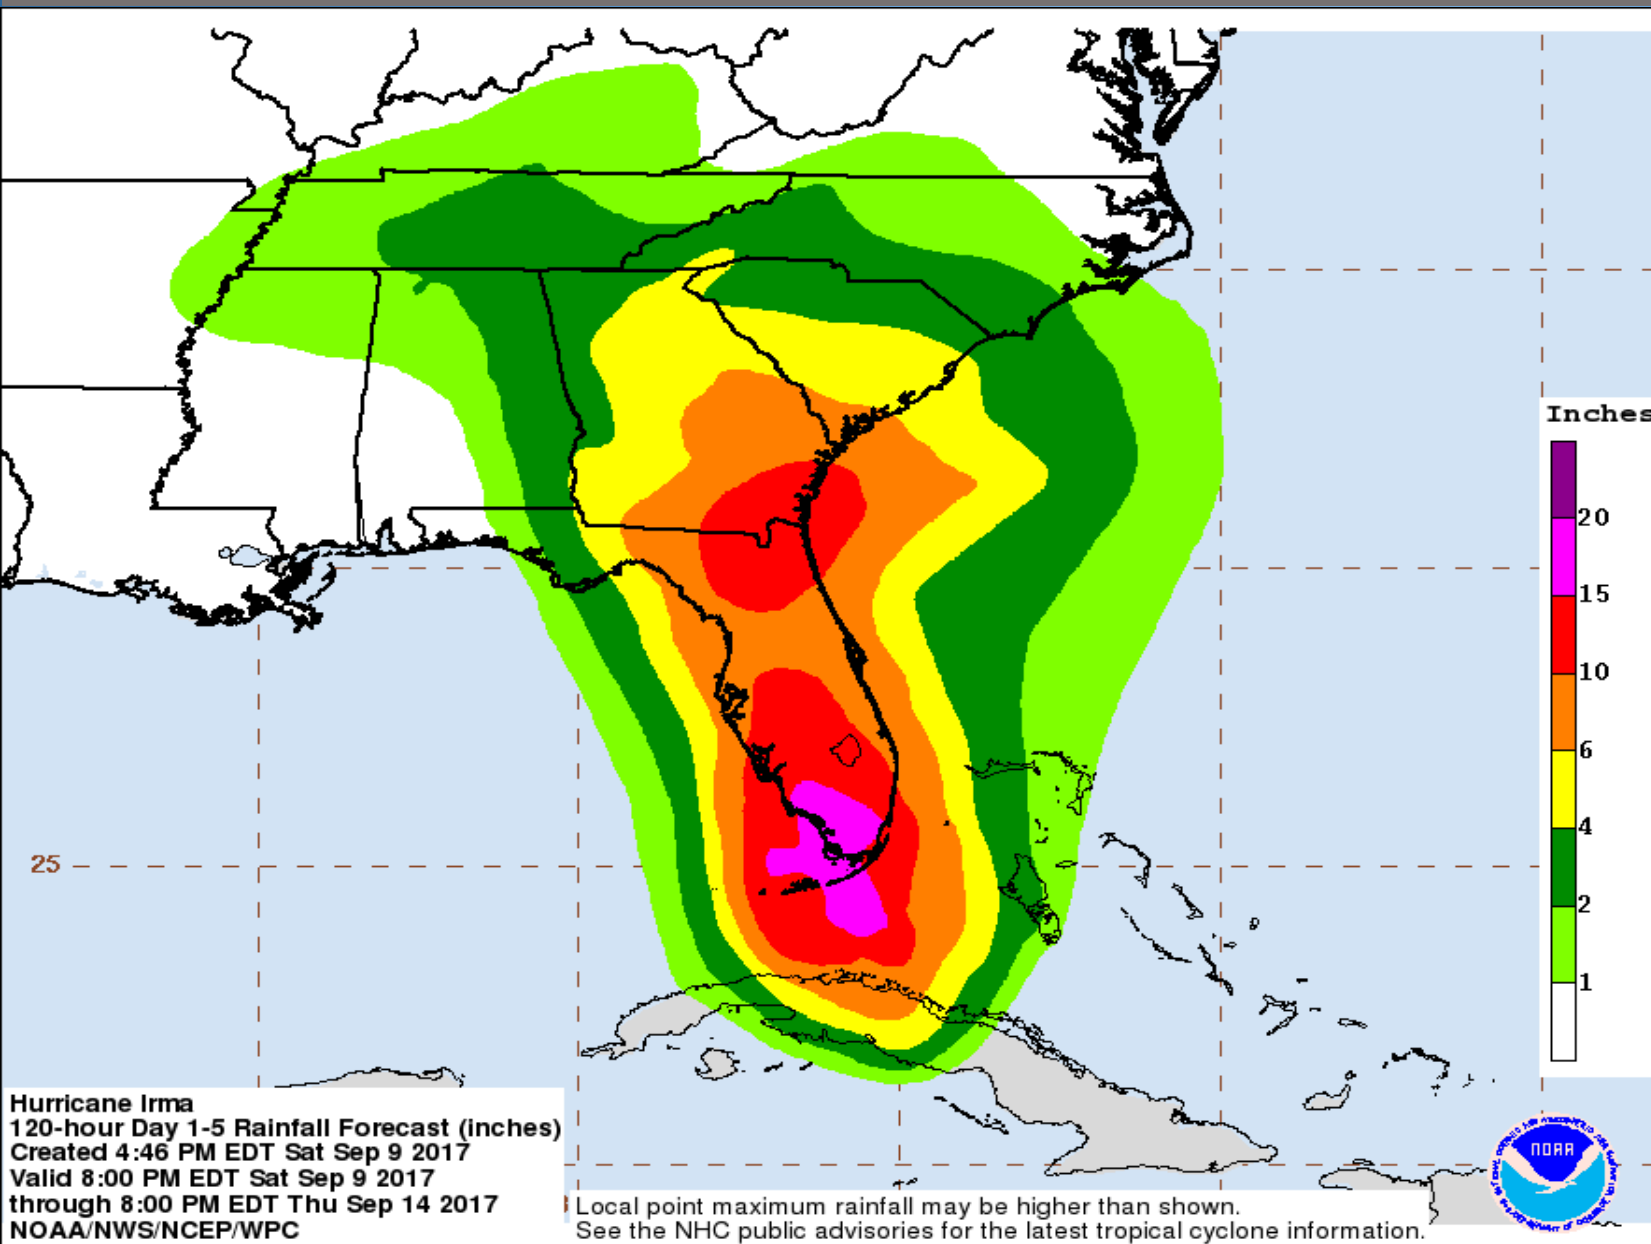 Inches
20
15
10
6
4
2
1
25
Hurricane Irma
120-hour Day 1-5 Rainfall Forecast (inches)
Created 4:46 PM EDT Sat Sep 9 2017
Valid 8:00 PM EDT Sat Sep 9 2017
through 8:00 PM EDT Thu Sep 14 2017
NOAA/NWS/NCEP/WPC
Local point maximum rainfall may be higher than shown.
See the NHC public advisories for the latest tropical cyclone information.
NOAA